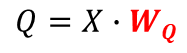 Q = X · W_Q